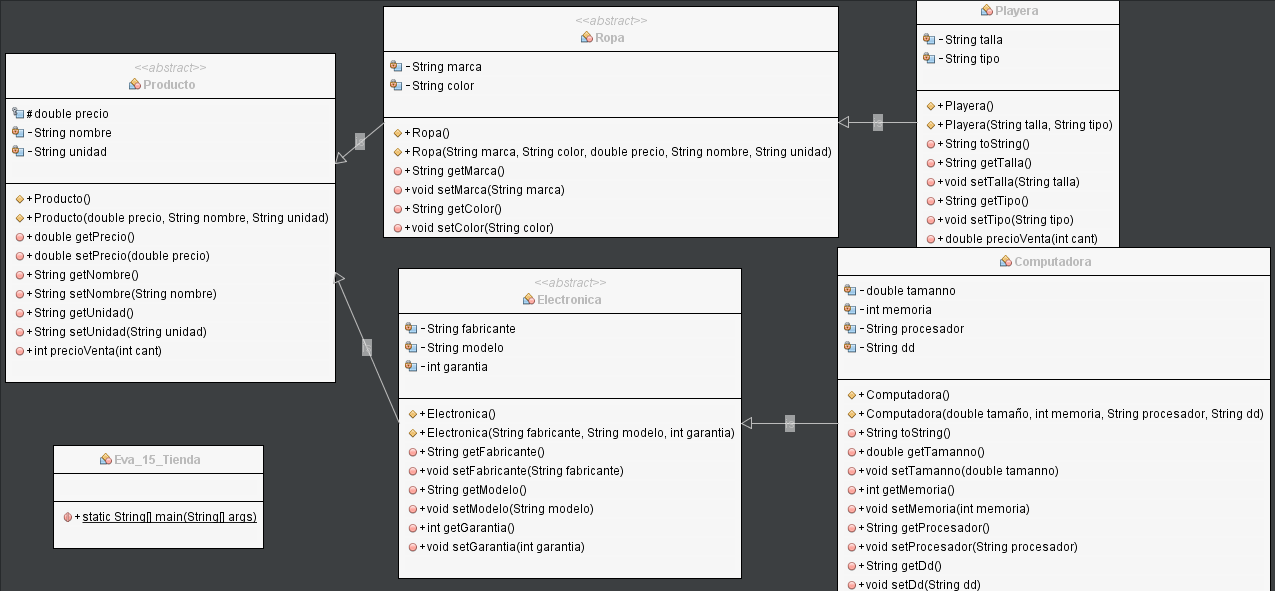 <<abstract>>
Producto
# double precio
- String nombre
- String unidad
+ Producto()
+ Producto(double precio, String nombre, String unidad)
+ double getPrecio()
+ double setPrecio(double precio)
+ String getNombre()
+ String setNombre(String nombre)
+ String getUnidad()
+ String setUnidad(String unidad)
+ int precioVenta(int cant)
<<abstract>>
Ropa
- String marca
- String color
+ Ropa()
+ Ropa(String marca, String color, double precio, String nombre, String unidad)
+ String getMarca()
+ void setMarca(String marca)
+ String getColor()
+ void setColor(String color)
Playera
- String talla
- String tipo
+ Playera()
+ Playera(String talla, String tipo)
+ String toString()
+ String getTalla()
+ void setTalla(String talla)
+ String getTipo()
+ void setTipo(String tipo)
+ double precioVenta(int cant)
<<abstract>>
Electronica
- String fabricante
- String modelo
- int garantia
+ Electronica()
+ Electronica(String fabricante, String modelo, int garantia)
+ String getFabricante()
+ void setFabricante(String fabricante)
+ String getModelo()
+ void setModelo(String modelo)
+ int getGarantia()
+ void setGarantia(int garantia)
Computadora
- double tamanno
- int memoria
- String procesador
- String dd
+ Computadora()
+ Computadora(double tamaño, int memoria, String procesador, String dd)
+ String toString()
+ double getTamanno()
+ void setTamanno(double tamanno)
+ int getMemoria()
+ void setMemoria(int memoria)
+ String getProcesador()
+ void setProcesador(String procesador)
+ String getDd()
+ void setDd(String dd)
Eva_15_Tienda
+ static String[] main(String[] args)